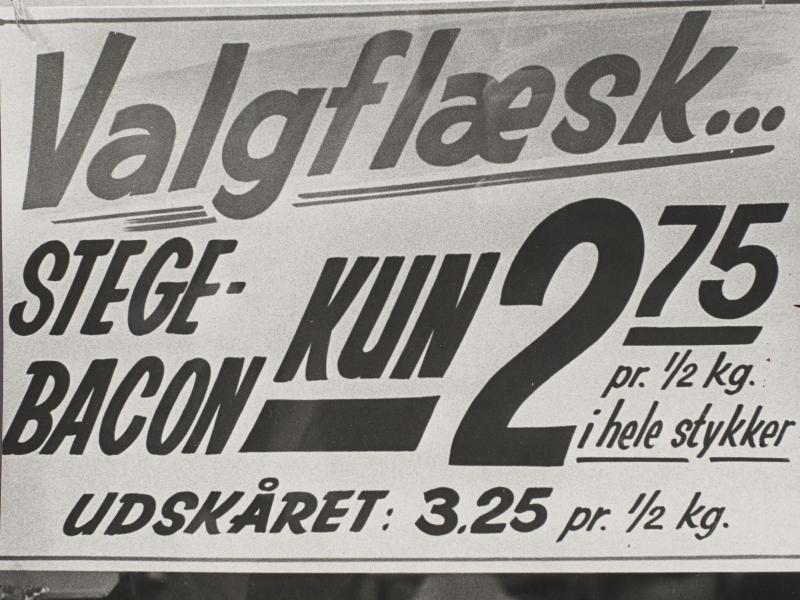 Valgflæsk...
STEGE-
BACON
KUN 2 75
pr. 1/2 kg.
i hele stykker
UDSKÅRET: 3.25 pr. 1/2 kg.